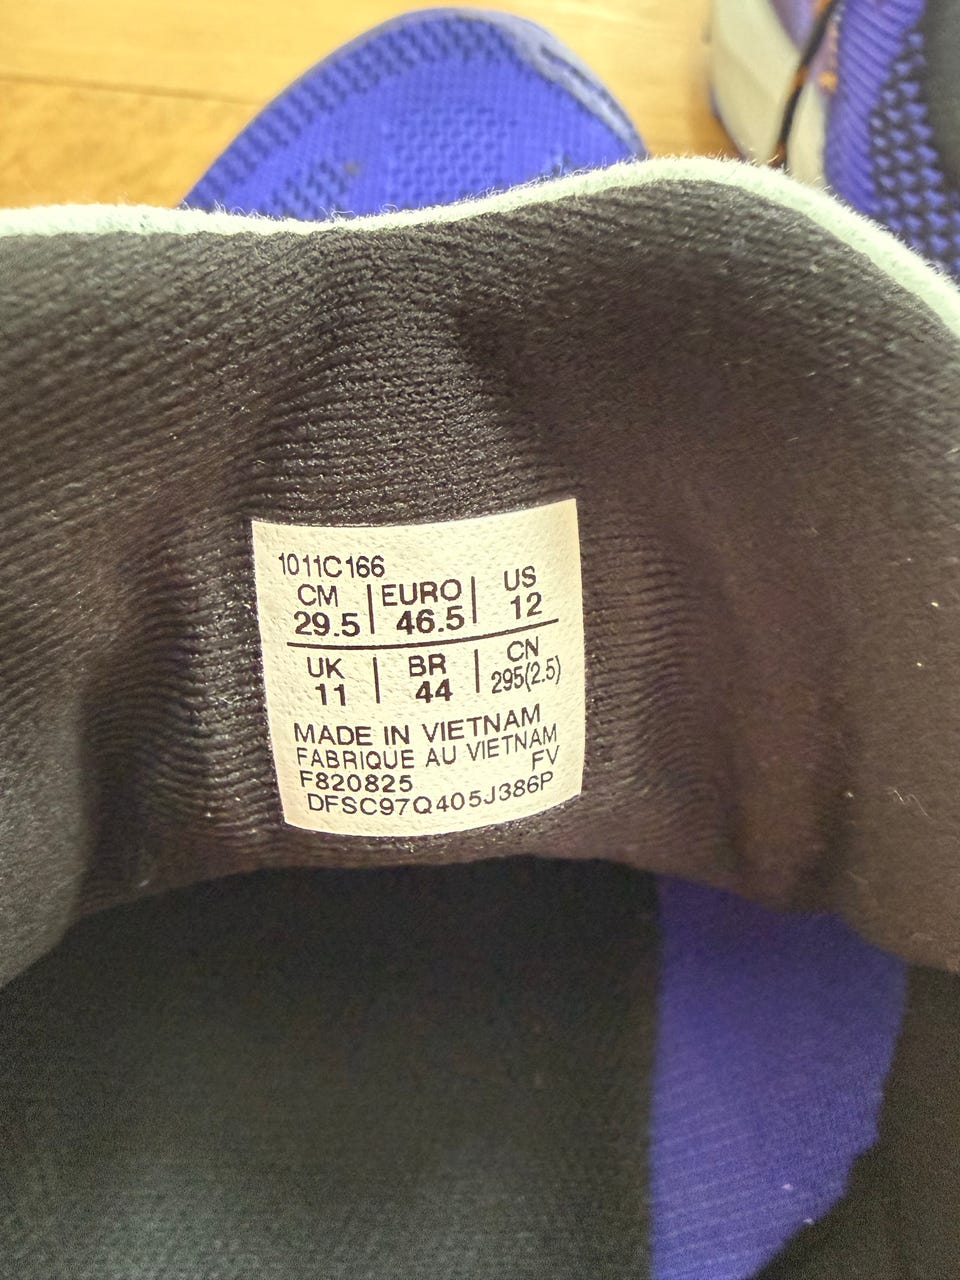 1011C166
CM | EURO | US
29.5 | 46.5 | 12
UK | BR | CN
11 | 44 | 295(2.5)
MADE IN VIETNAM
FABRIQUE AU VIETNAM
F820825 FV
DFSC97Q405J386P